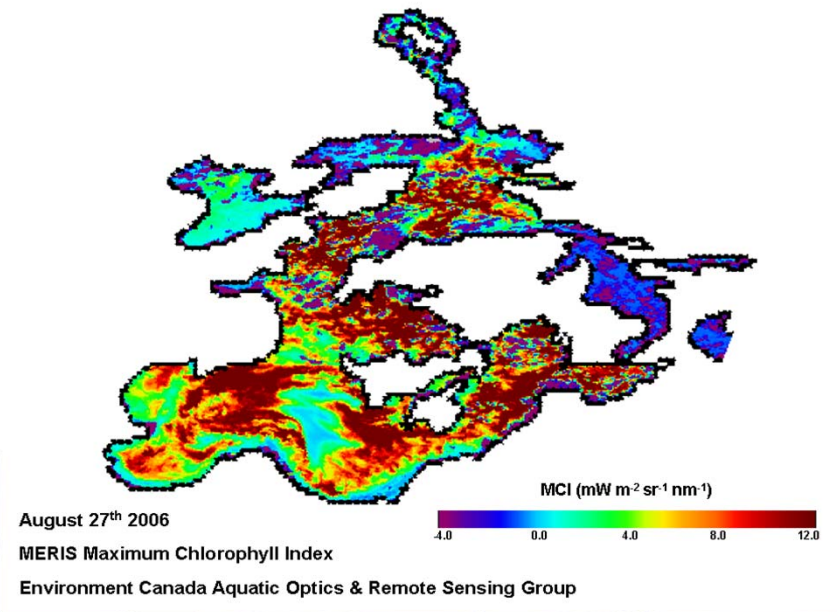 MCI (mW m-2 sr-1 nm-1)
-4.0 0.0 4.0 8.0 12.0
August 27th 2006
MERIS Maximum Chlorophyll Index
Environment Canada Aquatic Optics & Remote Sensing Group